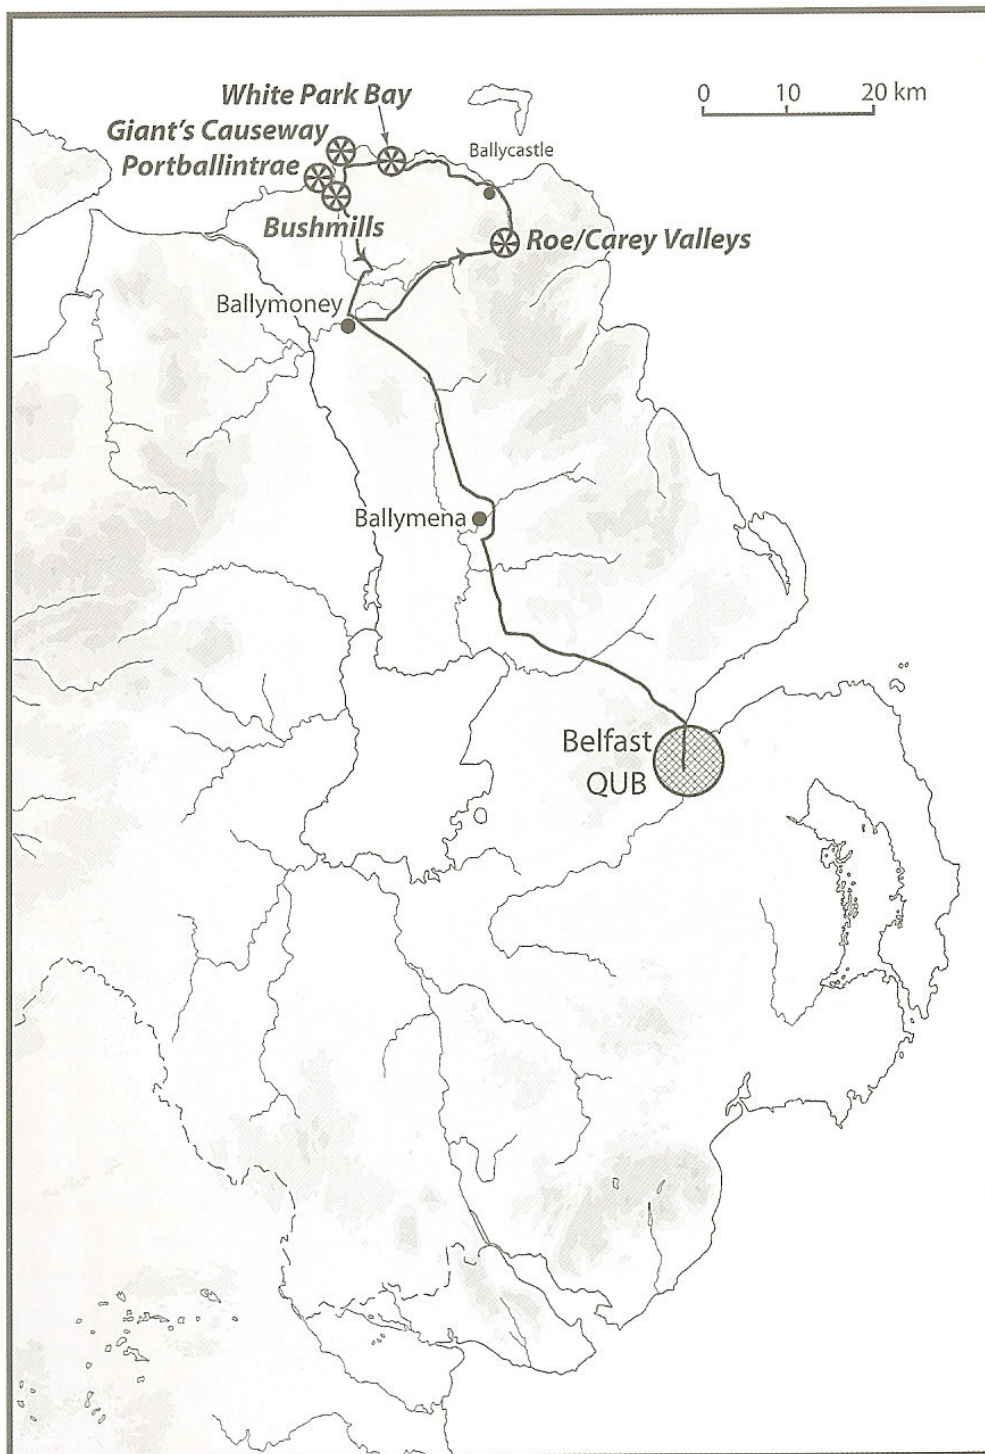 White Park Bay
0 10 20 km
Giant's Causeway
Ballycastle
Portballintrae
Bushmills
Roe/Carey Valleys
Ballymoney
Ballymena
Belfast
QUB